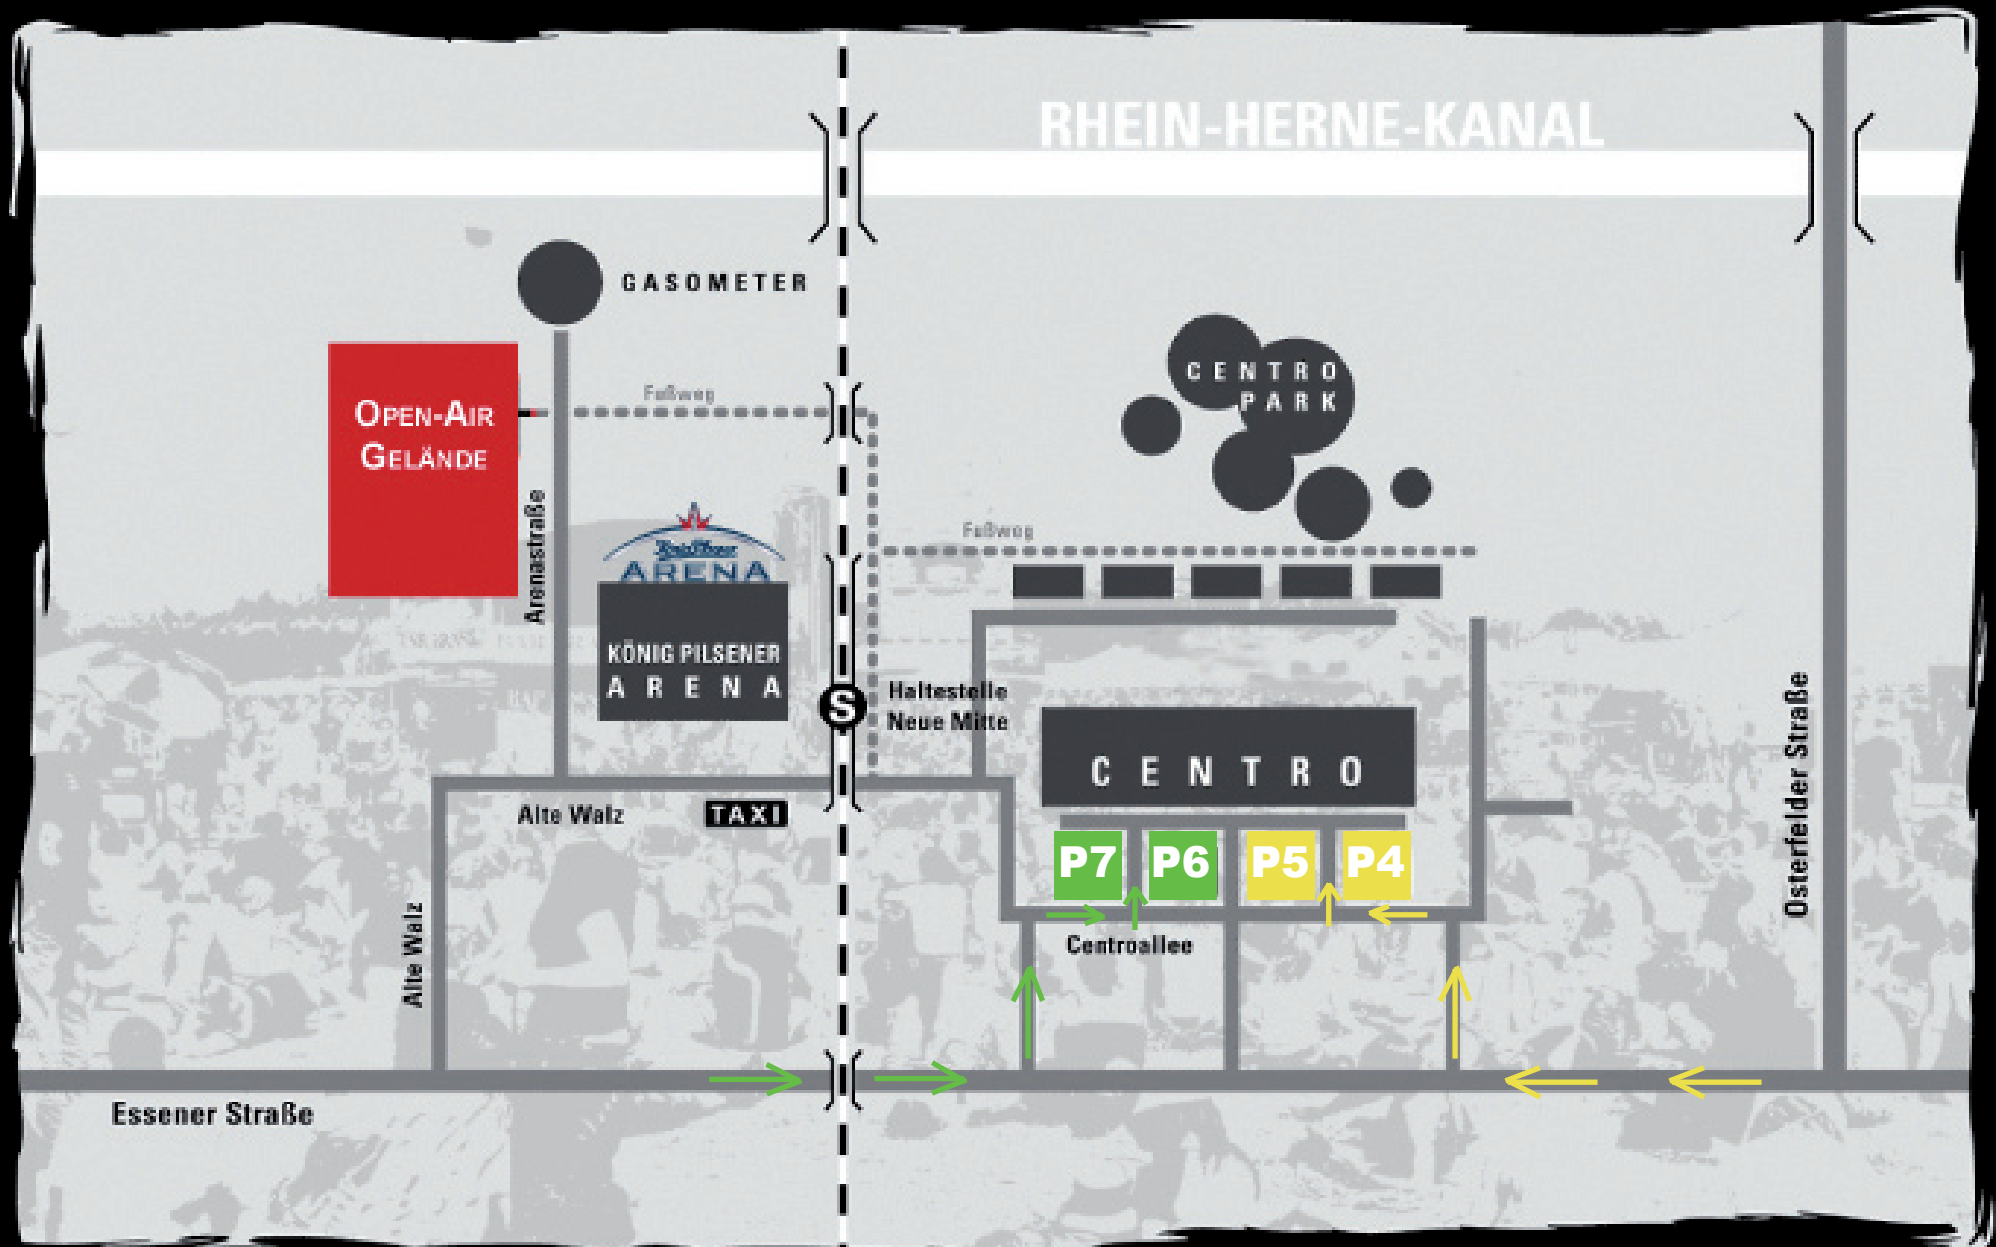 RHEIN-HERNE-KANAL
GASOMETER
CENTRO
PARK
Fußweg
OPEN-AIR
GELÄNDE
Arenastraße
Fußweg
ARENA
KÖNIG PILSENER
ARENA
S
Haltestelle
Neue Mitte
CENTRO
Osterfelder Straße
Alte Walz
TAXI
P7
P6
P5
P4
Centroallee
Alte Walz
Essener Straße